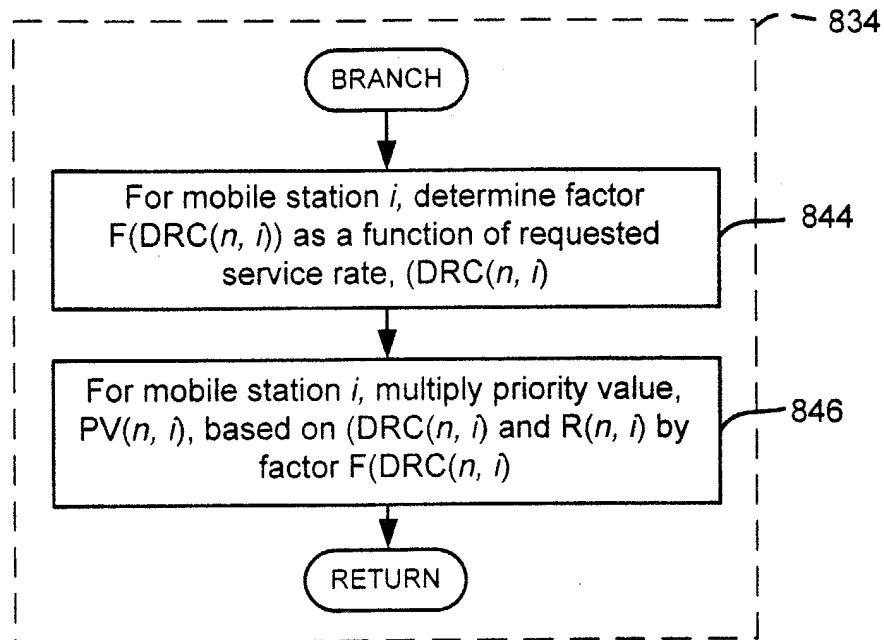 834
BRANCH
For mobile station i, determine factor
F(DRC(n, i)) as a function of requested
service rate, (DRC(n, i)
844
For mobile station i, multiply priority value,
PV(n, i), based on (DRC(n, i) and R(n, i) by
factor F(DRC(n, i)
846
RETURN